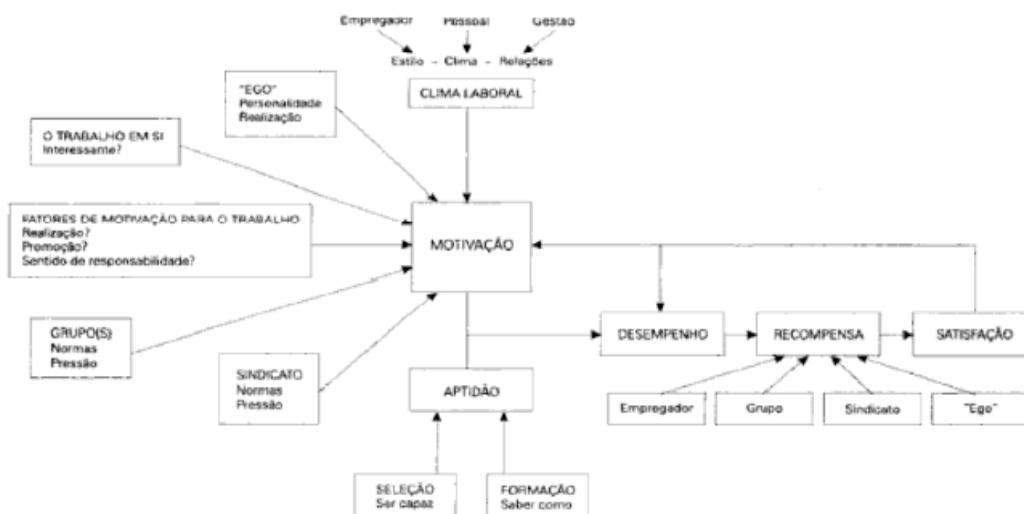 Empregador Pessoal Gestão
Estilo - Clima - Relações
CLIMA LABORAL
"EGO"
Personalidade
Realização
O TRABALHO EM SI
Interessante?
FATORES DE MOTIVAÇÃO PARA O TRABALHO
Realização?
Promoção?
Sentido de responsabilidade?
MOTIVAÇÃO
GRUPO(S)
Normas
Pressão
SINDICATO
Normas
Pressão
DESEMPENHO
RECOMPENSA
SATISFAÇÃO
APTIDÃO
Empregador
Grupo
Sindicato
"Ego"
SELEÇÃO
Ser capaz
FORMAÇÃO
Saber como